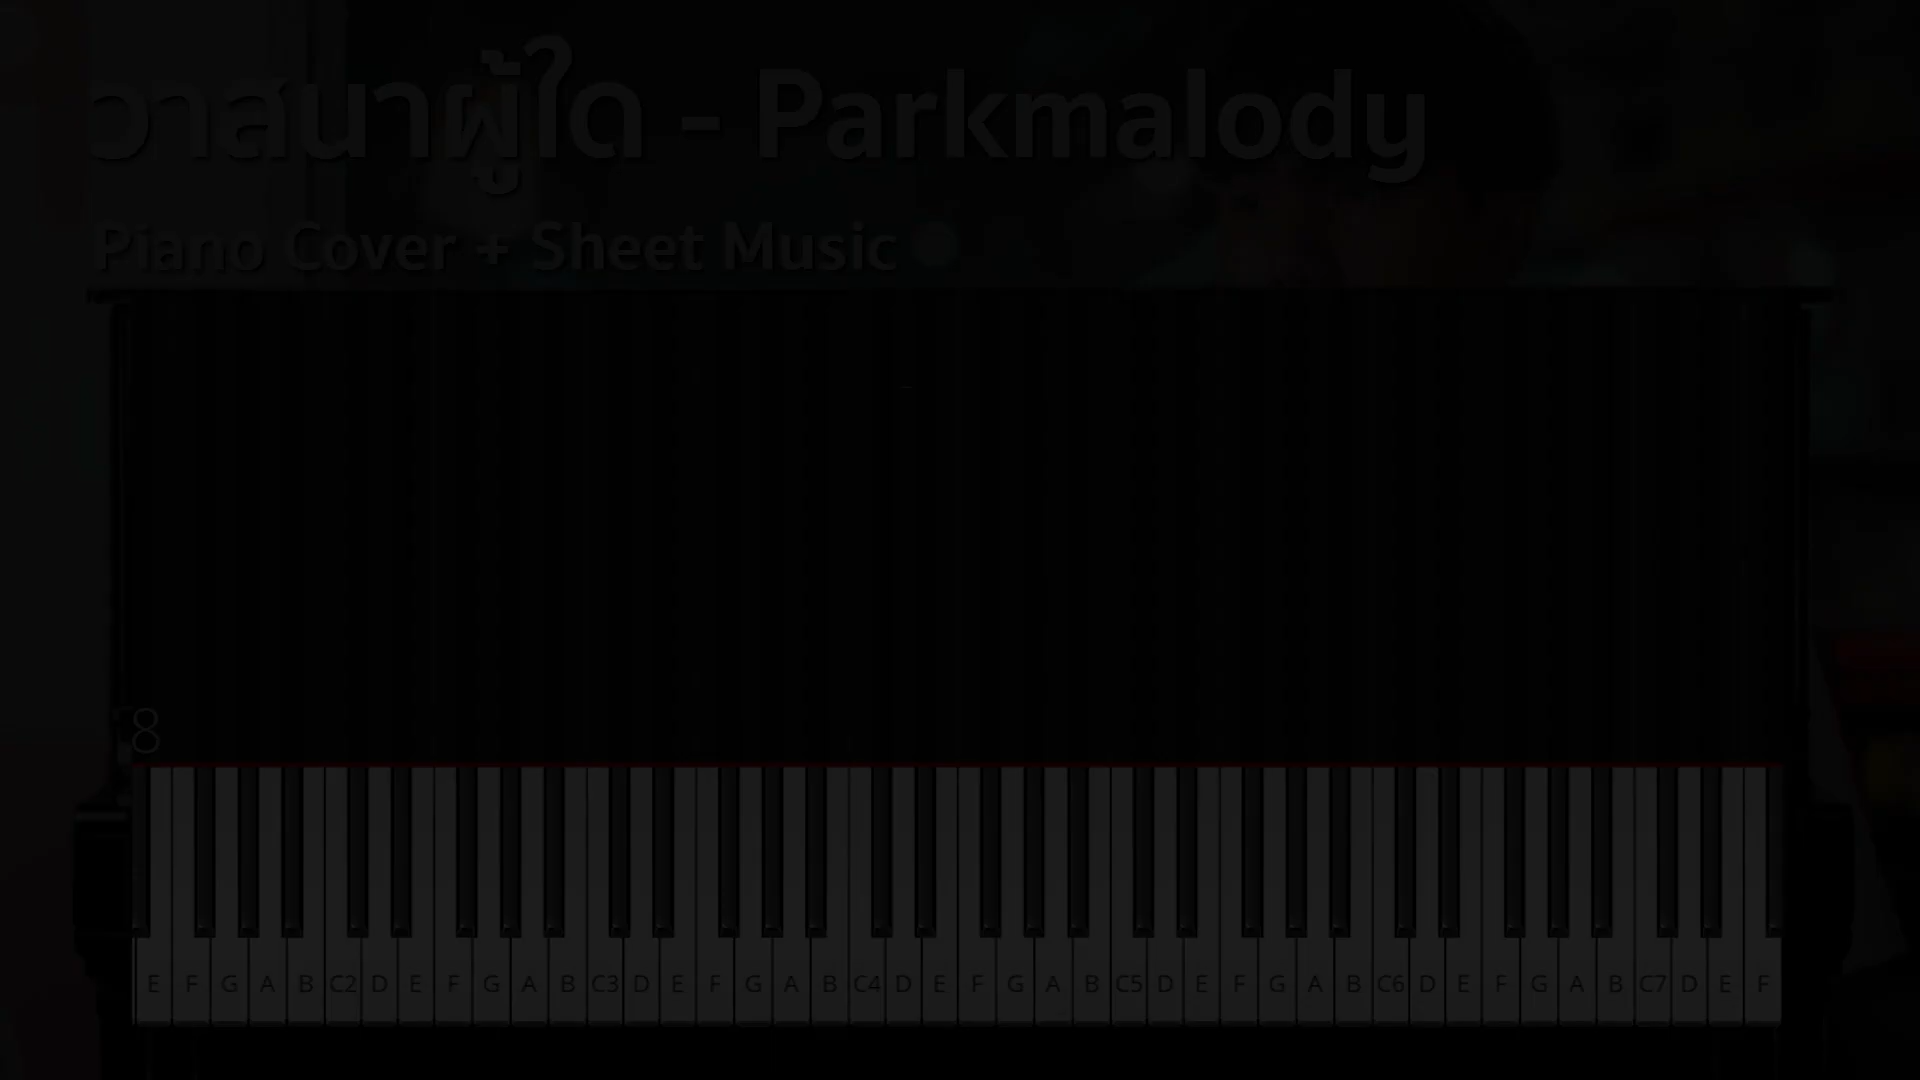 วาสนาผู้ใด - Parkmalody
Piano Cover + Sheet Music
8
E F G A B C2 D E F G A B C3 D E F G A B C4 D E F G A B C5 D E F G A B C6 D E F G A B C7 D E F